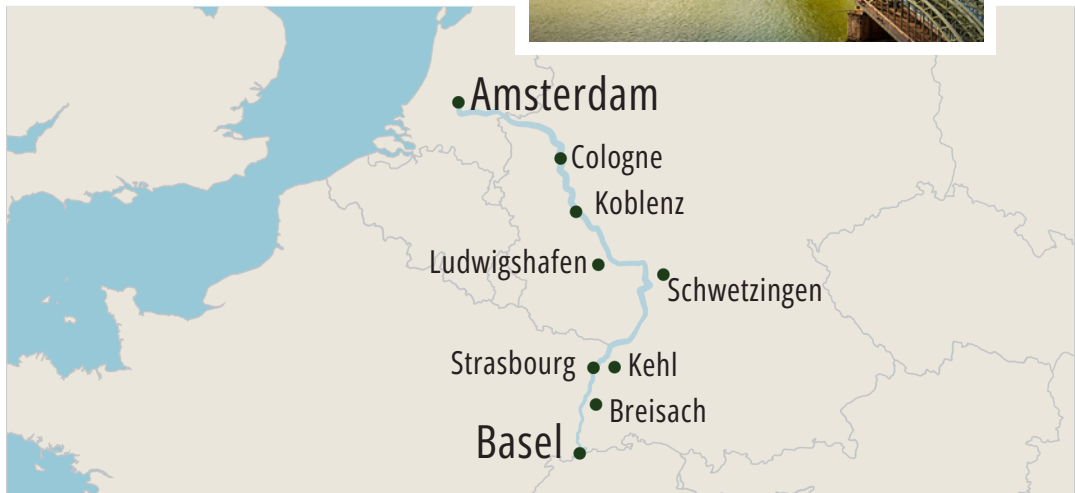 Amsterdam
Cologne
Koblenz
Ludwigshafen
Schwetzingen
Strasbourg
Kehl
Breisach
Basel